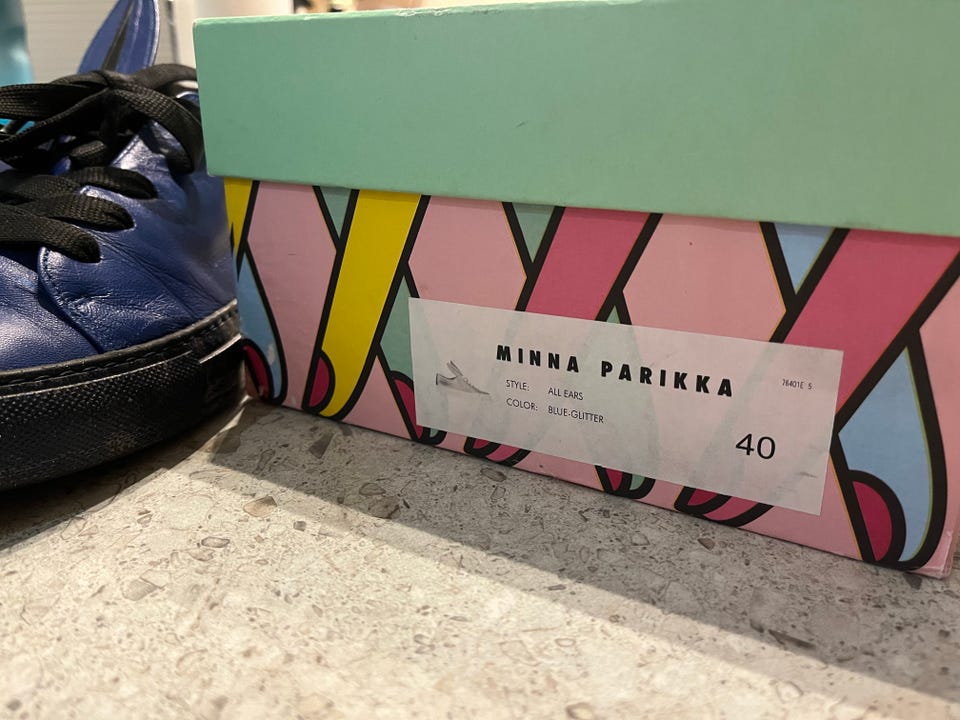 MINNA PARIKKA
76401E 5
STYLE: ALL EARS
COLOR: BLUE-GLITTER
40